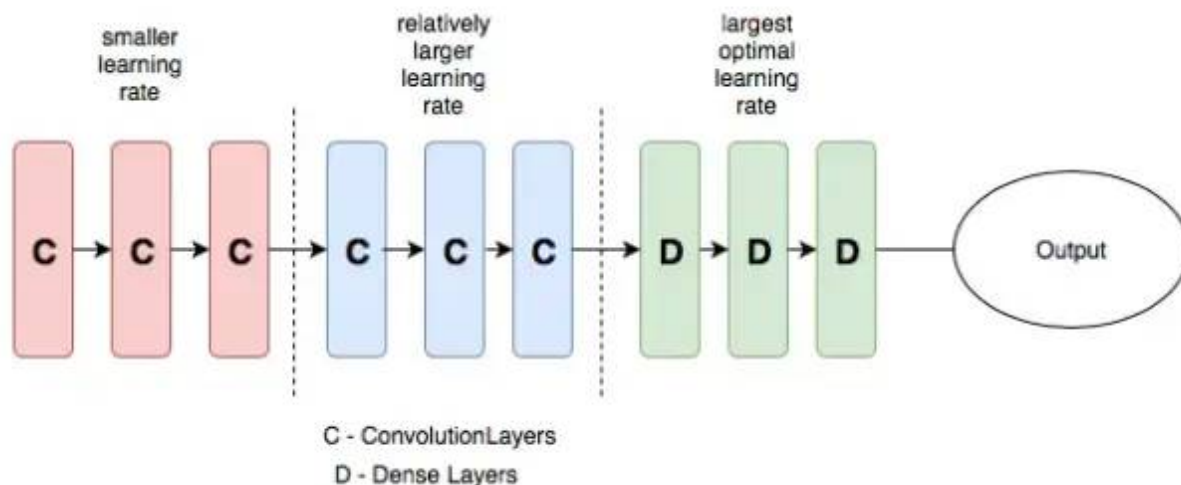 smaller
learning
rate
relatively
larger
learning
rate
largest
optimal
learning
rate
C
C
C
C
C
C
D
D
D
Output
C - ConvolutionLayers
D - Dense Layers